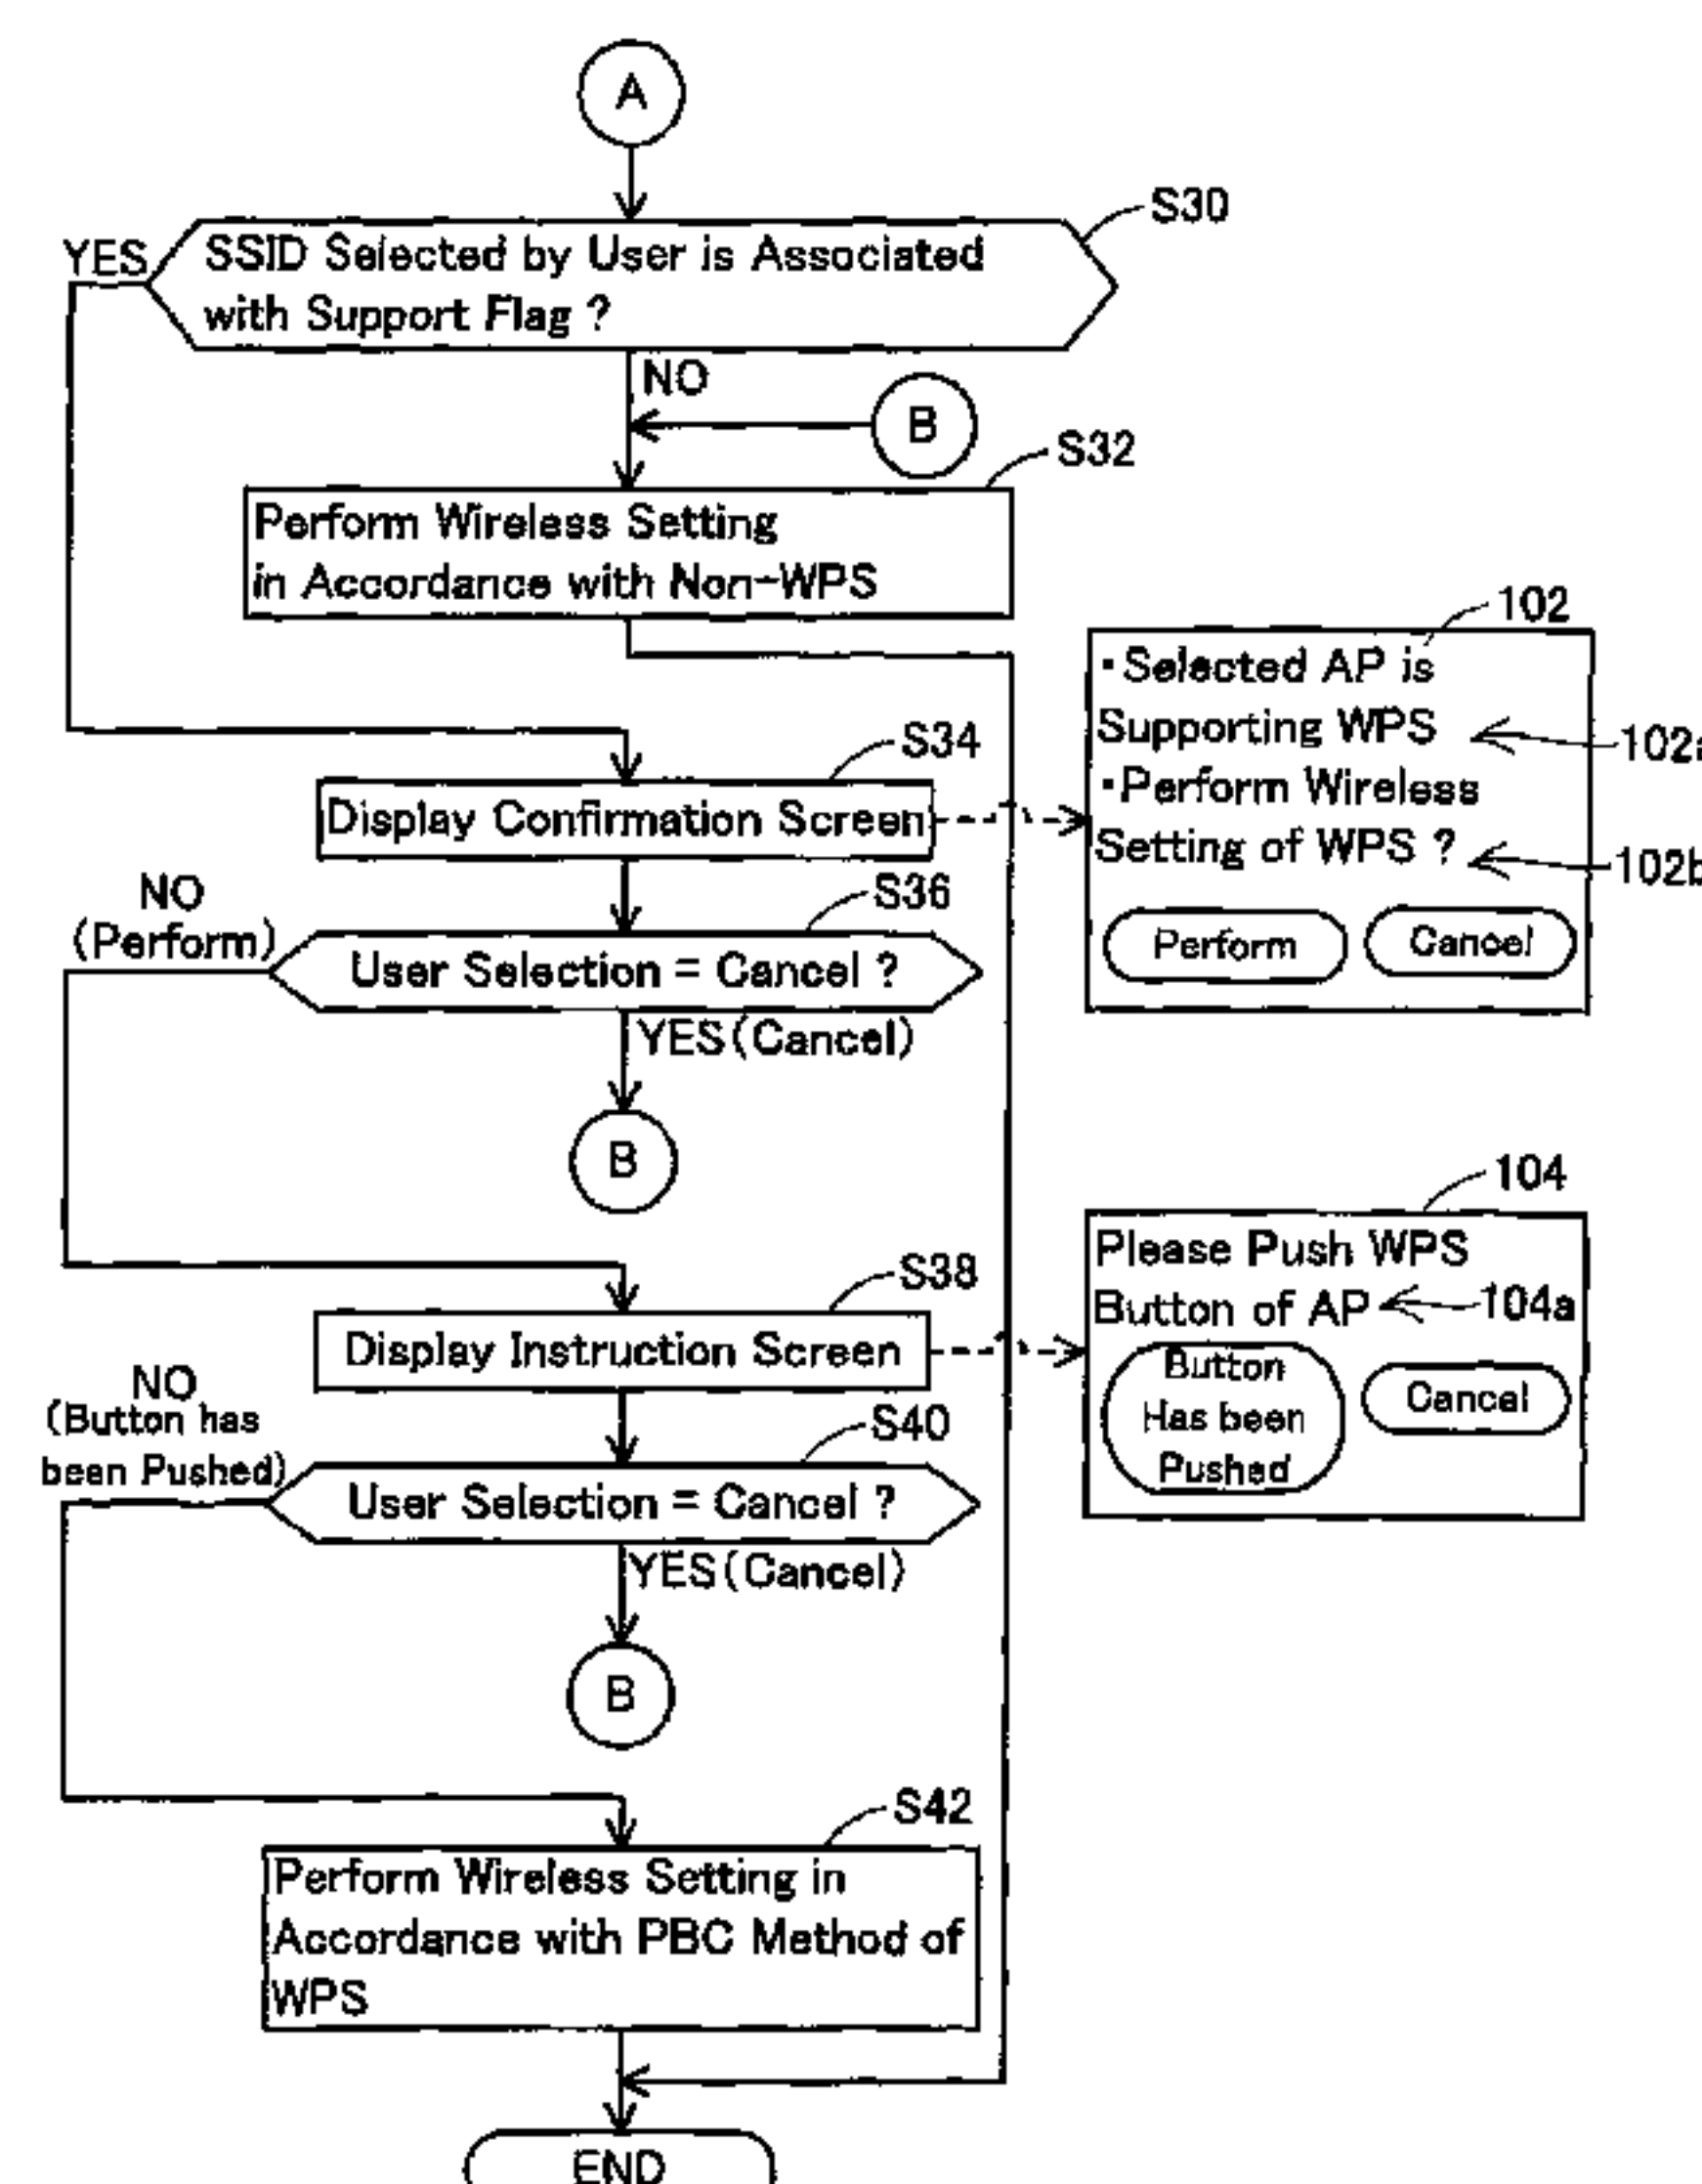 A
S30
YES
SSID Selected by User is Associated
with Support Flag ?
NO
B
S32
Perform Wireless Setting
in Accordance with Non-WPS
102
・Selected AP is
Supporting WPS
102a
・Perform Wireless
Setting of WPS ?
102b
Perform
Cancel
S34
Display Confirmation Screen
S36
NO
(Perform)
User Selection = Cancel ?
YES(Cancel)
B
104
Please Push WPS
Button of AP
104a
Button
Has been
Pushed
Cancel
S38
Display Instruction Screen
S40
NO
(Button has
been Pushed)
User Selection = Cancel ?
YES(Cancel)
B
S42
Perform Wireless Setting in
Accordance with PBC Method of
WPS
END